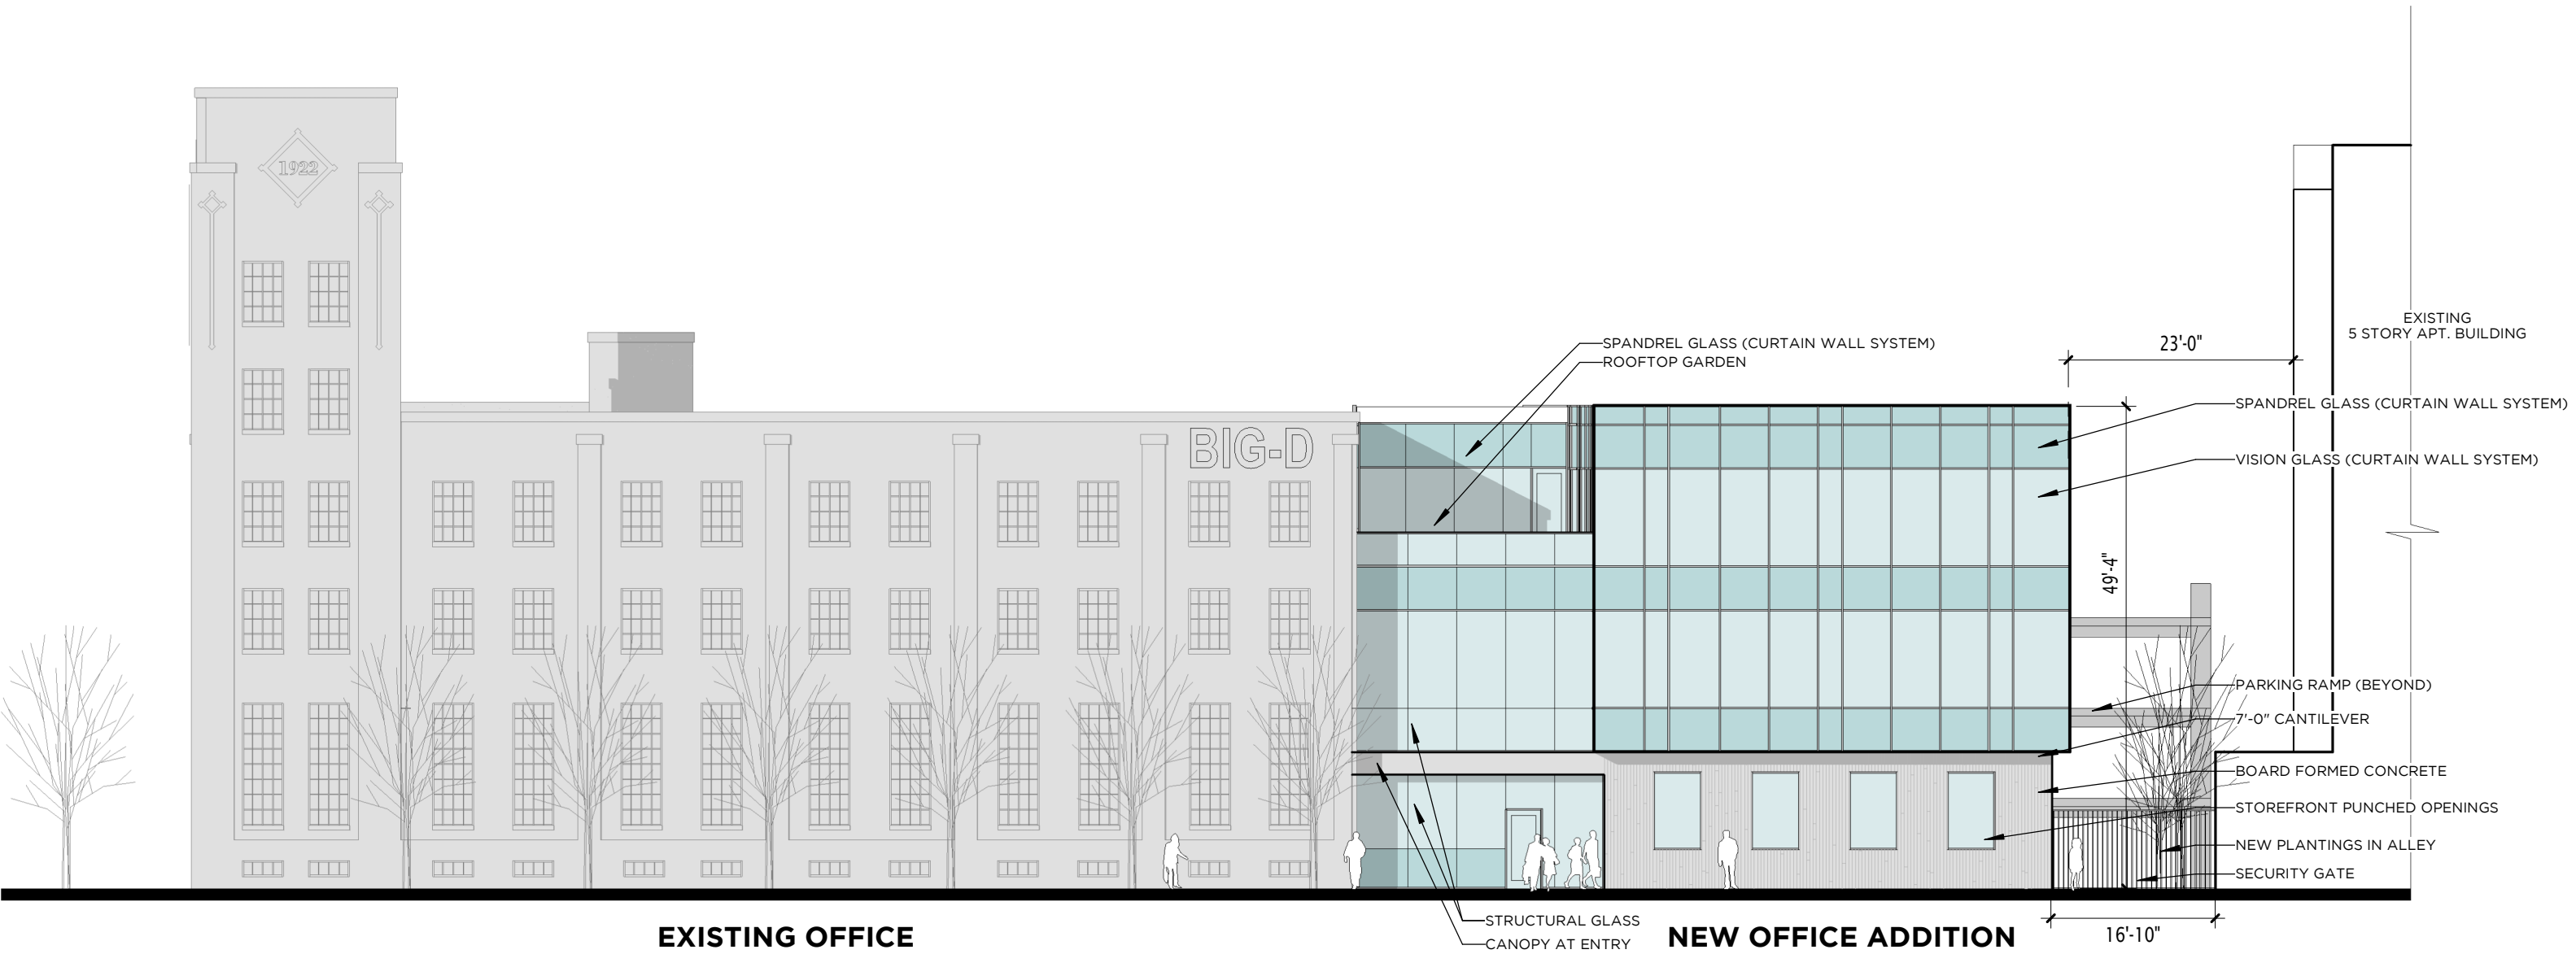 1922
BIG-D
SPANDREL GLASS (CURTAIN WALL SYSTEM)
ROOFTOP GARDEN
23'-0"
EXISTING
5 STORY APT. BUILDING
SPANDREL GLASS (CURTAIN WALL SYSTEM)
VISION GLASS (CURTAIN WALL SYSTEM)
49'-4"
PARKING RAMP (BEYOND)
7'-0" CANTILEVER
BOARD FORMED CONCRETE
STOREFRONT PUNCHED OPENINGS
NEW PLANTINGS IN ALLEY
SECURITY GATE
STRUCTURAL GLASS
CANOPY AT ENTRY
16'-10"
EXISTING OFFICE
NEW OFFICE ADDITION